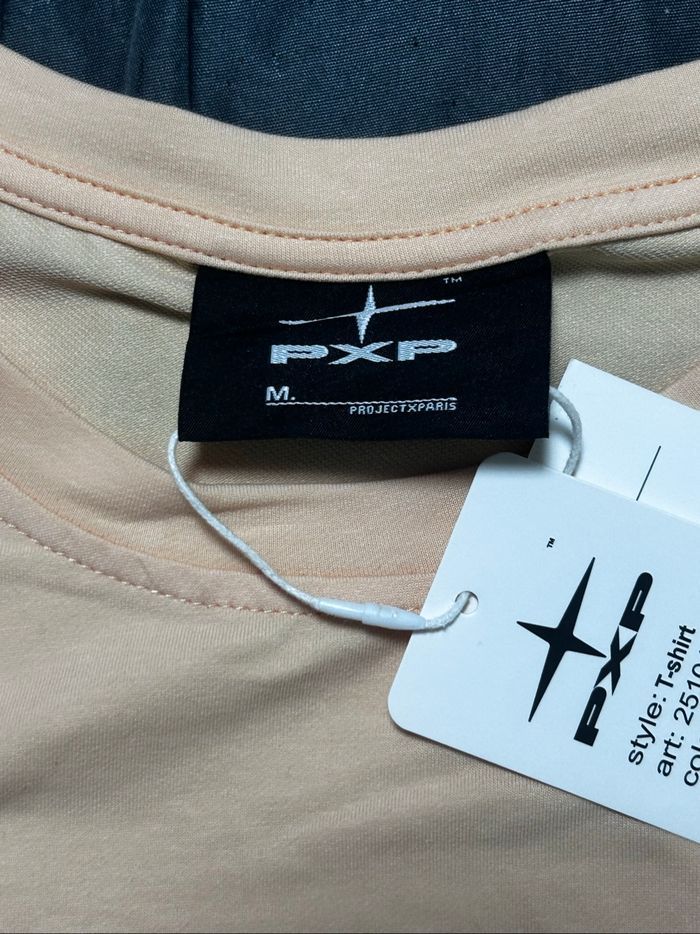 TM
PXP
M.
PROJECTXPARIS
TM
PXP
style: T-shirt
art: 2510